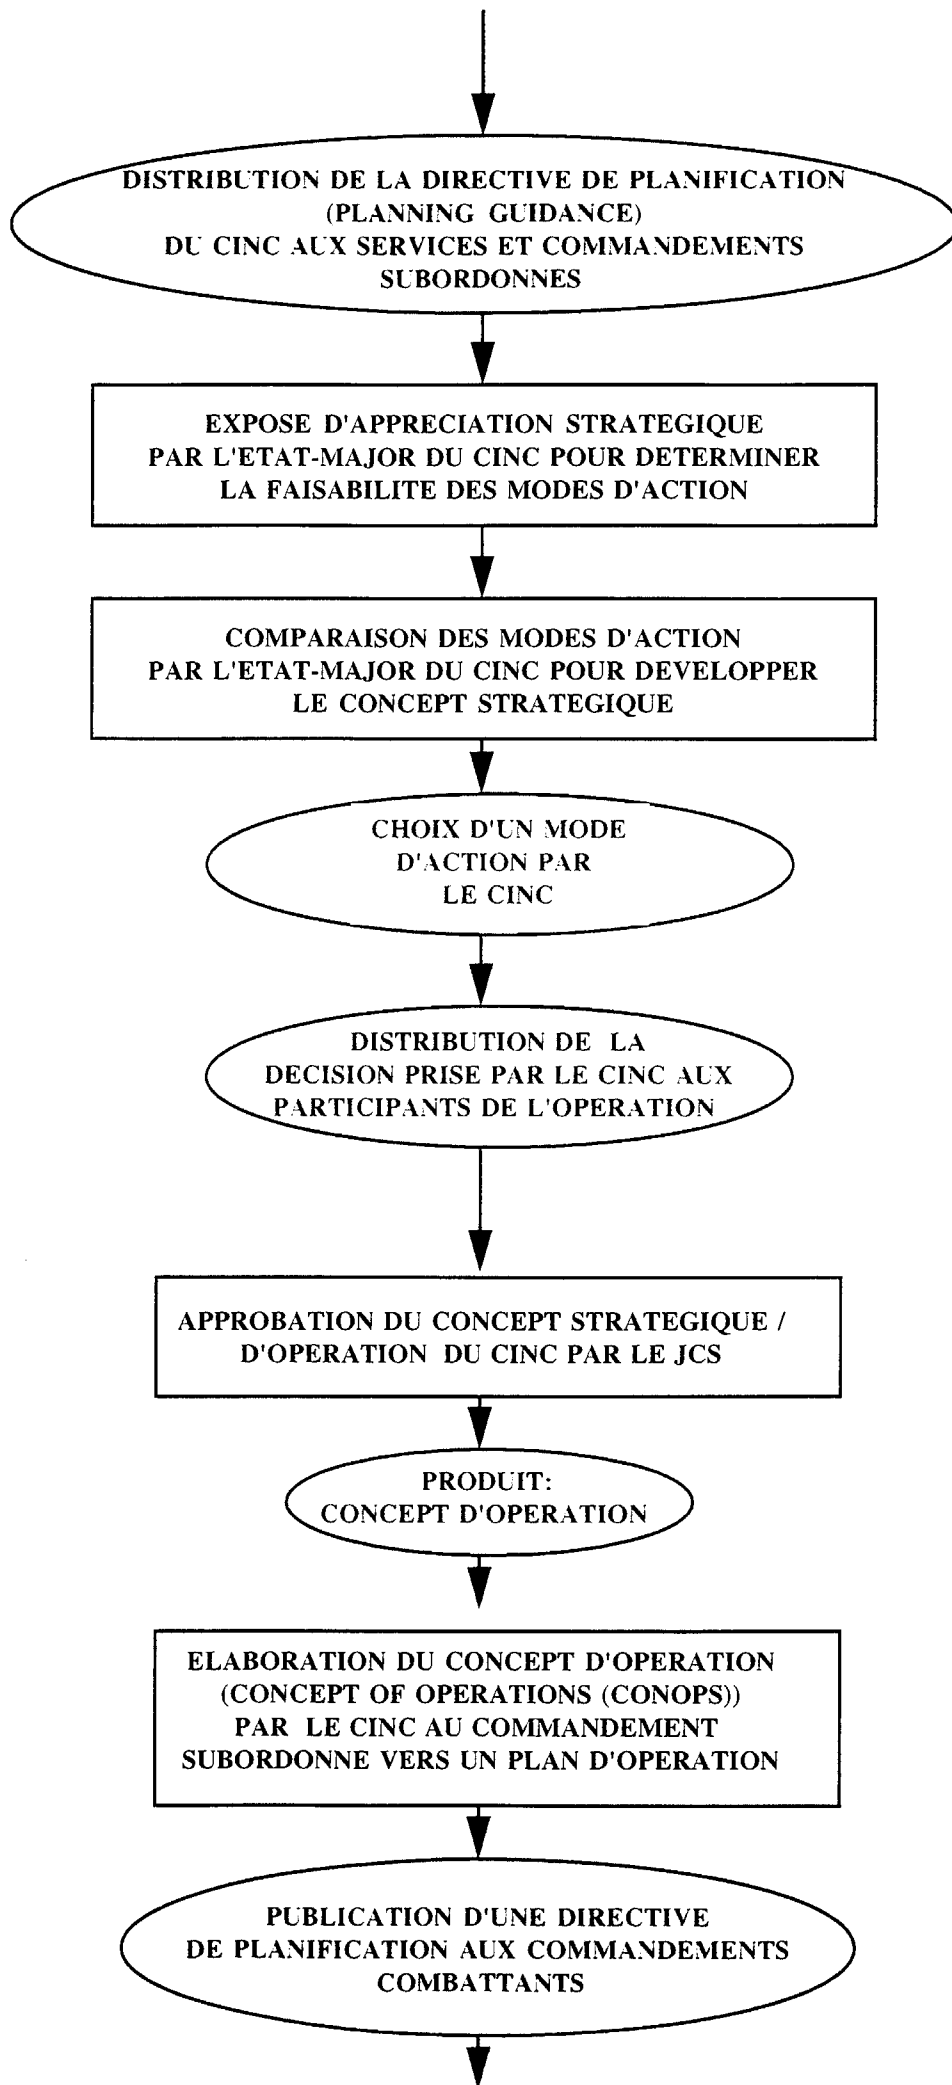 DISTRIBUTION DE LA DIRECTIVE DE PLANIFICATION
(PLANNING GUIDANCE)
DU CINC AUX SERVICES ET COMMANDEMENTS
SUBORDONNES
EXPOSE D'APPRECIATION STRATEGIQUE
PAR L'ETAT-MAJOR DU CINC POUR DETERMINER
LA FAISABILITE DES MODES D'ACTION
COMPARAISON DES MODES D'ACTION
PAR L'ETAT-MAJOR DU CINC POUR DEVELOPPER
LE CONCEPT STRATEGIQUE
CHOIX D'UN MODE
D'ACTION PAR
LE CINC
DISTRIBUTION DE LA
DECISION PRISE PAR LE CINC AUX
PARTICIPANTS DE L'OPERATION
APPROBATION DU CONCEPT STRATEGIQUE /
D'OPERATION DU CINC PAR LE JCS
PRODUIT:
CONCEPT D'OPERATION
ELABORATION DU CONCEPT D'OPERATION
(CONCEPT OF OPERATIONS (CONOPS))
PAR LE CINC AU COMMANDEMENT
SUBORDONNE VERS UN PLAN D'OPERATION
PUBLICATION D'UNE DIRECTIVE
DE PLANIFICATION AUX COMMANDEMENTS
COMBATTANTS